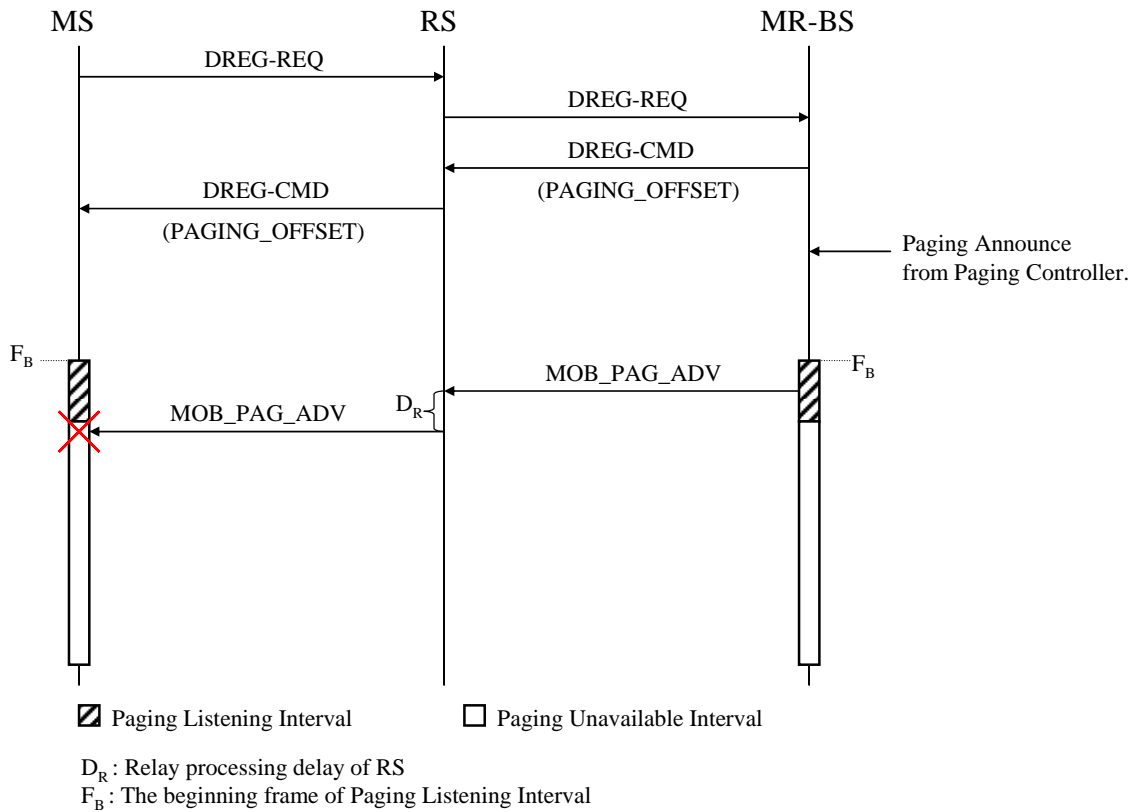 MS RS MR-BS
DREG-REQ
DREG-REQ
DREG-CMD
(PAGING_OFFSET)
DREG-CMD
(PAGING_OFFSET)
Paging Announce
from Paging Controller.
F_B
F_B
MOB_PAG_ADV
D_R
MOB_PAG_ADV
Paging Listening Interval
Paging Unavailable Interval
D_R : Relay processing delay of RS
F_B : The beginning frame of Paging Listening Interval